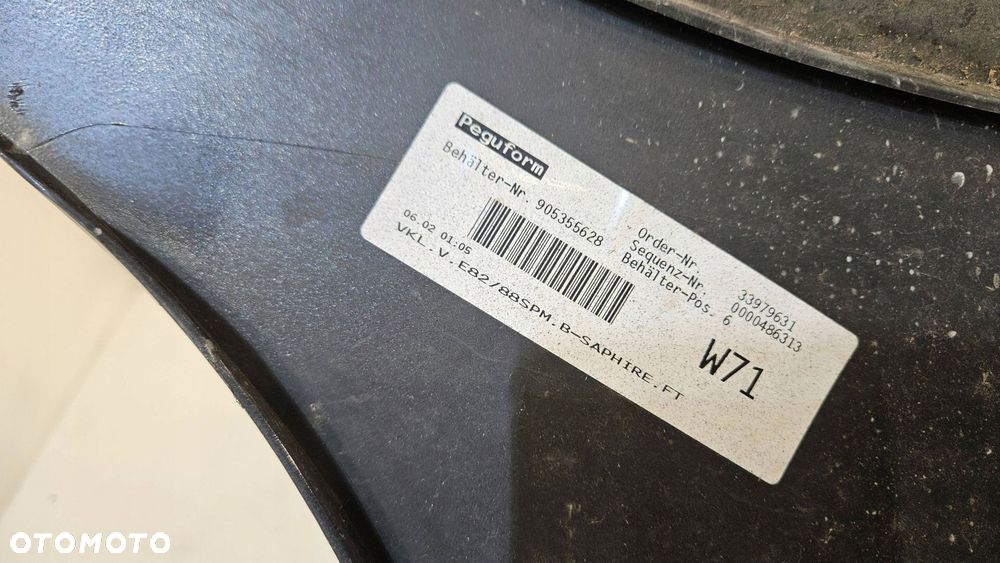 Peguform
Behälter-Nr. 905355628
Order-Nr. 33979631
Sequenz-Nr. 0000486313
Behälter-Pos. 6
06.02 01:05
W71
VKL.V.E82/88SPM.B-SAPHIRE.FT
OTOMOTO